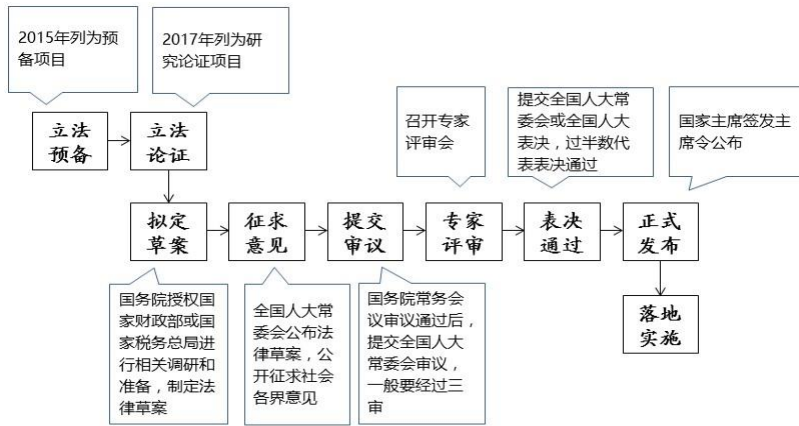 2015年列为预
备项目
2017年列为研
究论证项目
立法
预备
立法
论证
召开专家
评审会
提交全国人大常
委会或全国人大
表决，过半数代
表表决通过
国家主席签发主
席令公布
拟定
草案
征求
意见
提交
审议
专家
评审
表决
通过
正式
发布
国务院授权国
家财政部或国
家税务总局进
行相关调研和
准备，制定法
律草案
全国人大常
委会公布法
律草案，公
开征求社会
各界意见
国务院常务会
议审议通过后，
提交全国人大
常委会审议，
一般要经过三
审
落地
实施